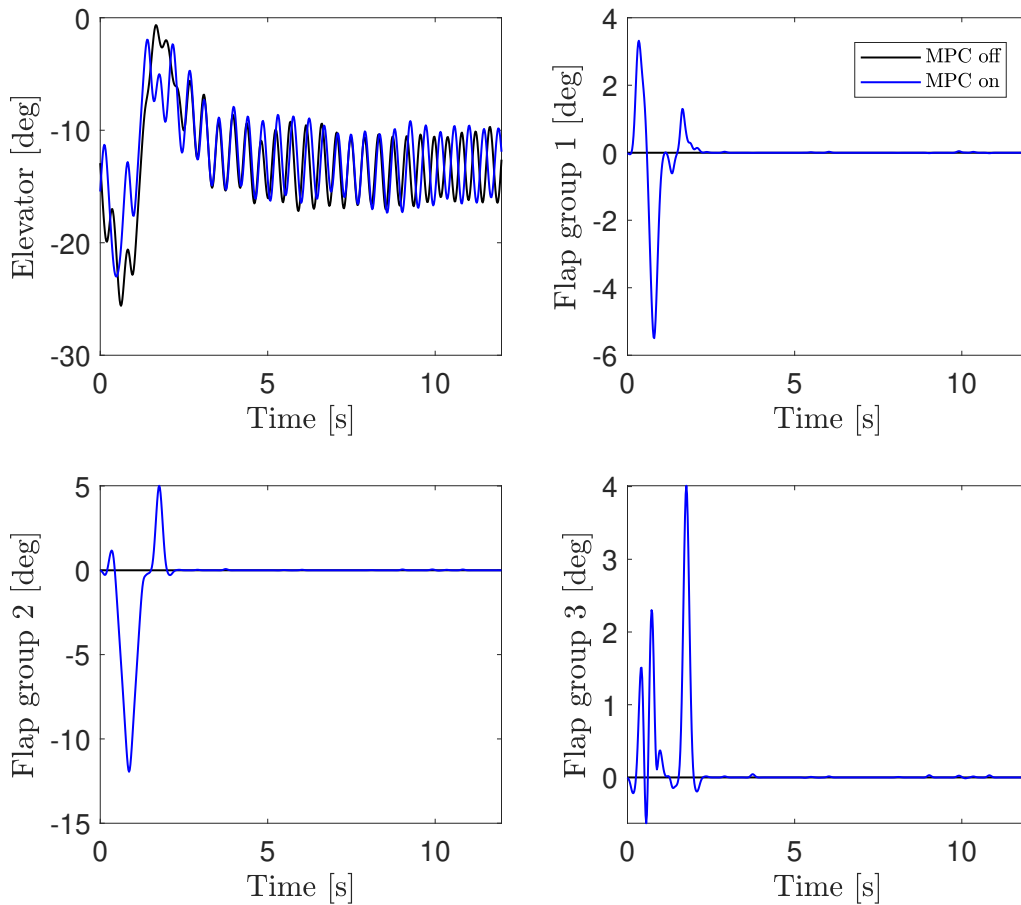 0
-10
-20
-30
Elevator [deg]
0 5 10
Time [s]
4
2
0
-2
-4
-6
Flap group 1 [deg]
MPC off
MPC on
0 5 10
Time [s]
5
0
-5
-10
-15
Flap group 2 [deg]
0 5 10
Time [s]
4
3
2
1
0
Flap group 3 [deg]
0 5 10
Time [s]